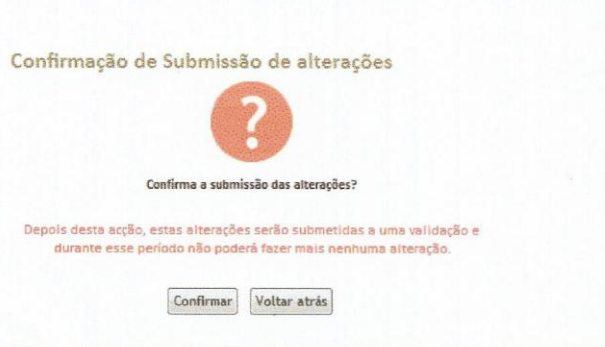 Confirmação de Submissão de alterações
?
Confirma a submissão das alterações?
Depois desta acção, estas alterações serão submetidas a uma validação e
durante esse período não poderá fazer mais nenhuma alteração.
Confirmar Voltar atrás